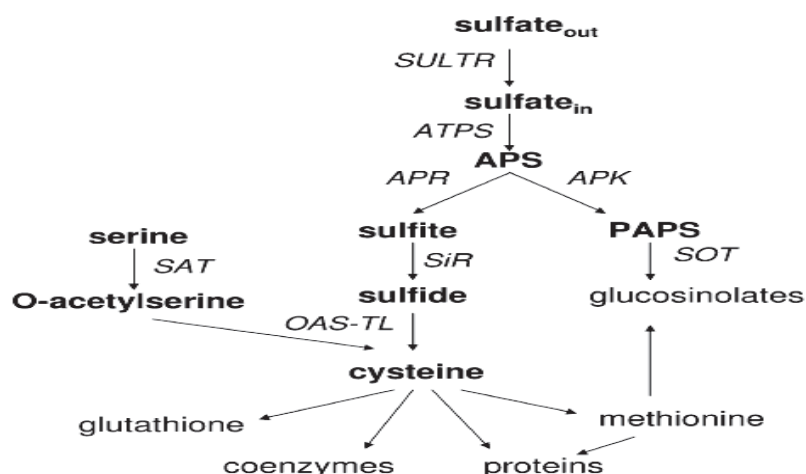 sulfate_out
SULTR
sulfate_in
ATPS
APS
APR APK
serine sulfite PAPS
SAT SiR SOT
O-acetylserine sulfide glucosinolates
OAS-TL
cysteine
glutathione methionine
coenzymes proteins